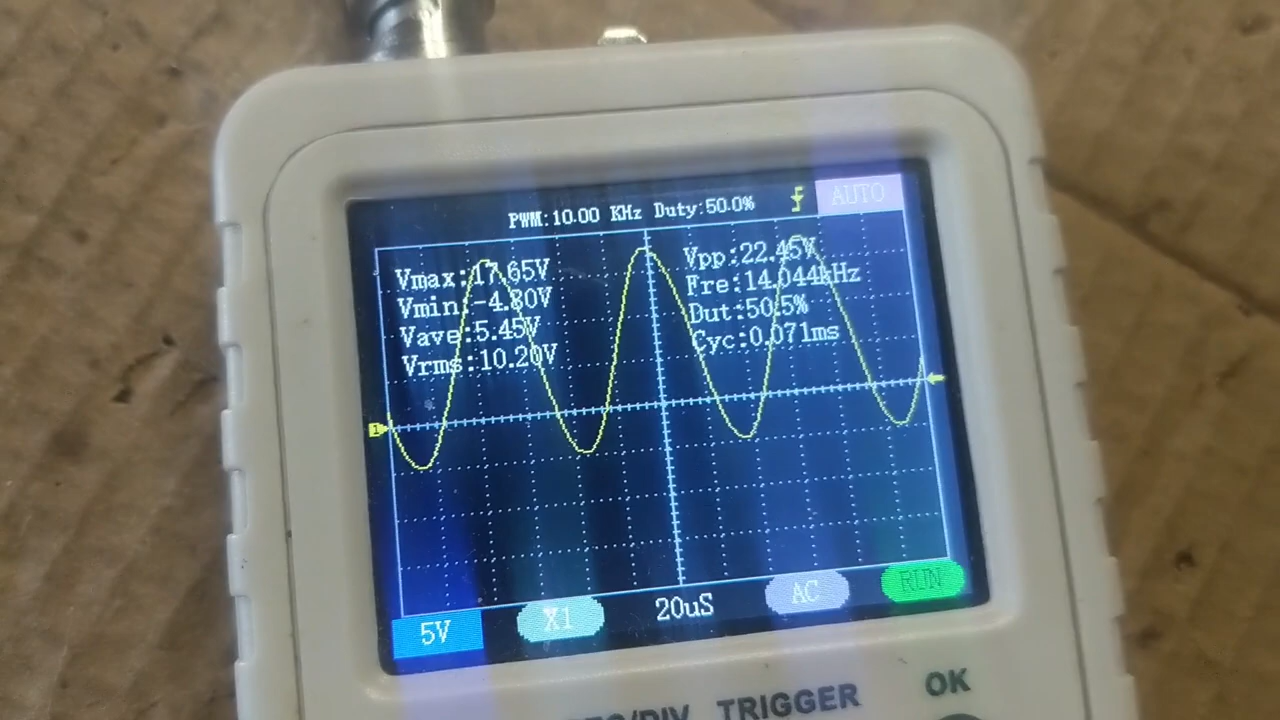 PWM:10.00 KHz Duty:50.0%
AUTO
Vmax:17.65V
Vmin:-4.80V
Vave:5.45V
Vrms:10.20V
Vpp:22.45V
Fre:14.044kHz
Dut:50.5%
Cyc:0.071ms
1
5V
X1
20uS
AC
RUN
/DIV TRIGGER
OK